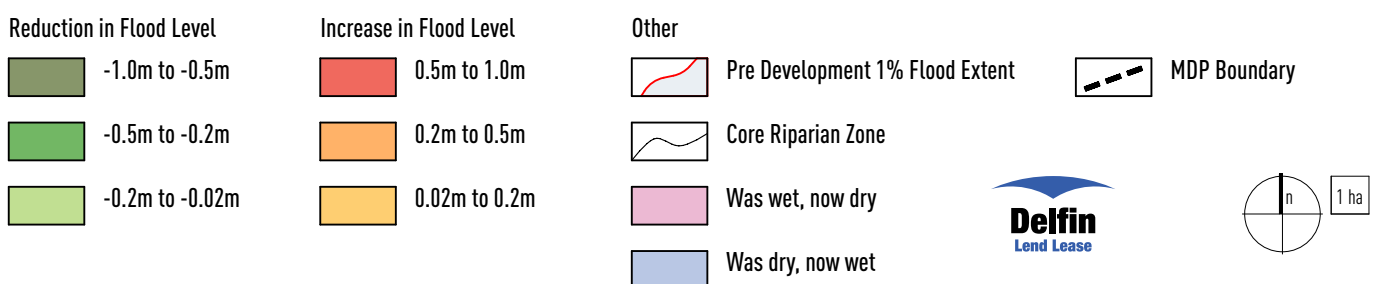 Reduction in Flood Level
-1.0m to -0.5m
-0.5m to -0.2m
-0.2m to -0.02m
Increase in Flood Level
0.5m to 1.0m
0.2m to 0.5m
0.02m to 0.2m
Other
Pre Development 1% Flood Extent
Core Riparian Zone
Was wet, now dry
Was dry, now wet
MDP Boundary
Delfin
Lend Lease
n
1 ha